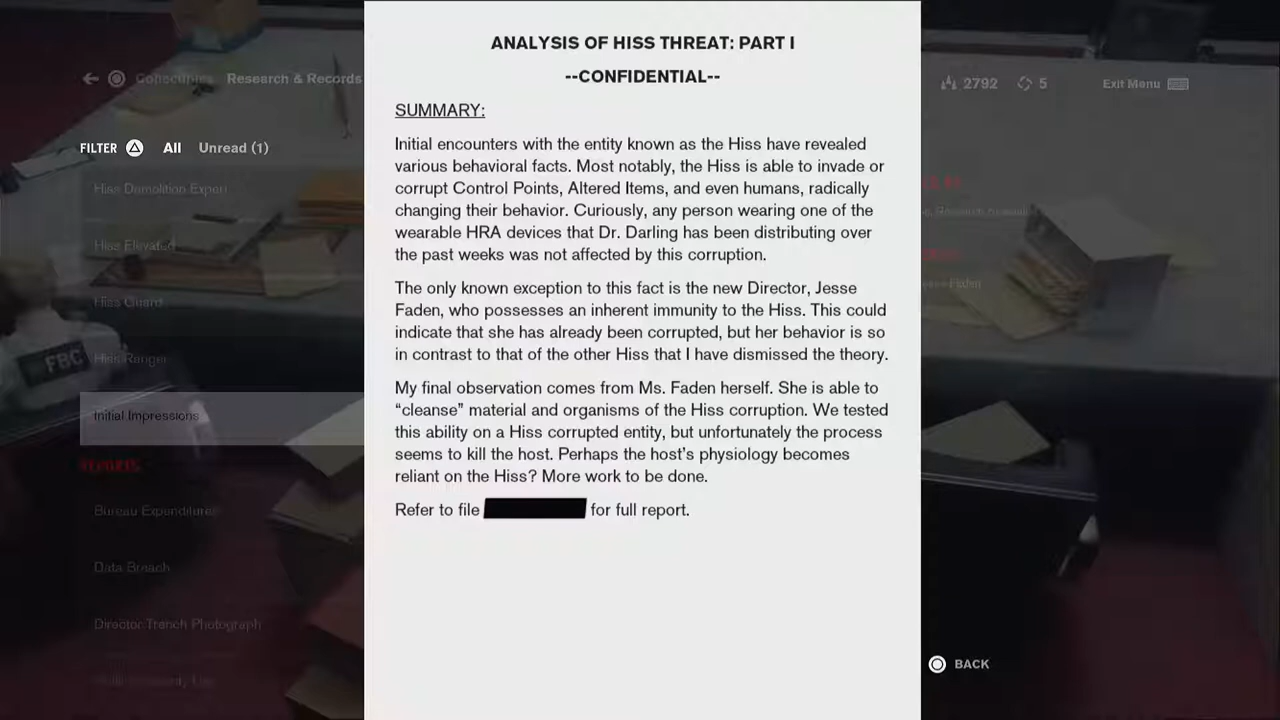 ANALYSIS OF HISS THREAT: PART I
--CONFIDENTIAL--
Collectibles Research & Records
2792
5
Exit Menu
SUMMARY:
FILTER All Unread (1)
Initial encounters with the entity known as the Hiss have revealed
various behavioral facts. Most notably, the Hiss is able to invade or
corrupt Control Points, Altered Items, and even humans, radically
changing their behavior. Curiously, any person wearing one of the
wearable HRA devices that Dr. Darling has been distributing over
the past weeks was not affected by this corruption.
The only known exception to this fact is the new Director, Jesse
Faden, who possesses an inherent immunity to the Hiss. This could
indicate that she has already been corrupted, but her behavior is so
in contrast to that of the other Hiss that I have dismissed the theory.
My final observation comes from Ms. Faden herself. She is able to
“cleanse” material and organisms of the Hiss corruption. We tested
this ability on a Hiss corrupted entity, but unfortunately the process
seems to kill the host. Perhaps the host’s physiology becomes
reliant on the Hiss? More work to be done.
Refer to file for full report.
Hiss Demolition Expert
Hiss Elevated
Hiss Guard
Hiss Ranger
FBC
Initial Impressions
Bureau Expenditures
Data Breach
Director Trench Photograph
Faden
BACK